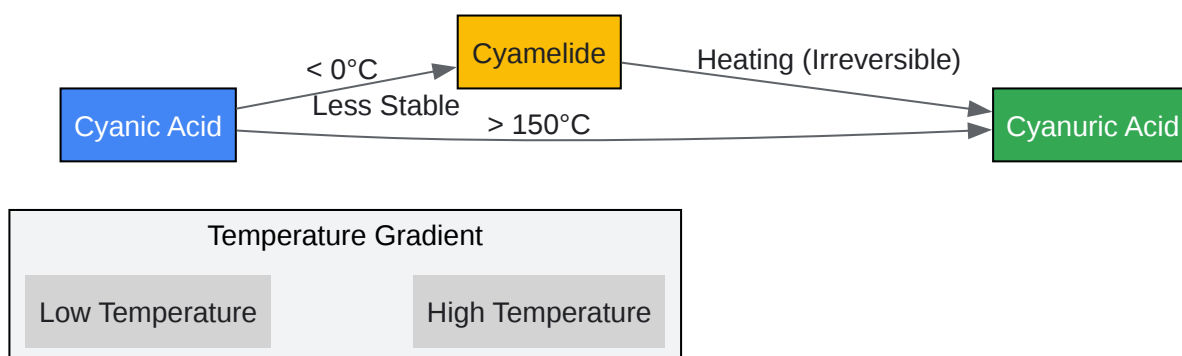 Cyamelide
< 0°C
Heating (Irreversible)
Less Stable
Cyanic Acid
> 150°C
Cyanuric Acid
Temperature Gradient
Low Temperature
High Temperature